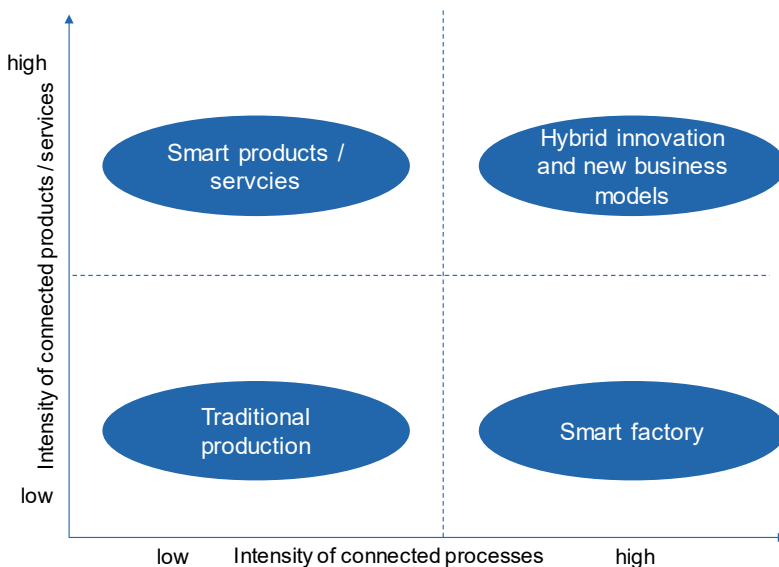 high
Intensity of connected products / services
Smart products /
servcies
Hybrid innovation
and new business
models
Traditional
production
Smart factory
low
low
Intensity of connected processes
high